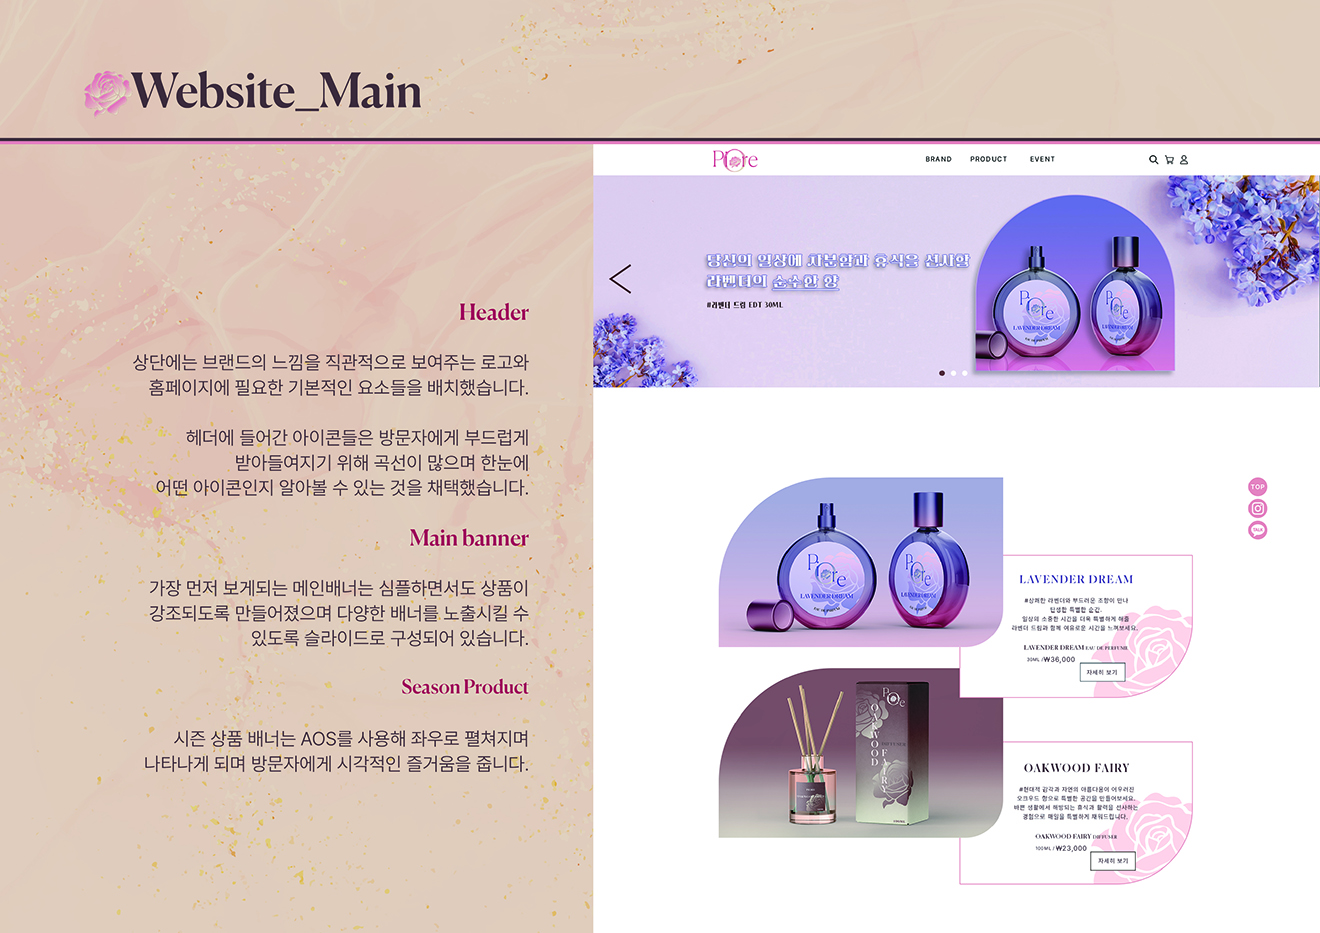 Website_Main
Header
상단에는 브랜드의 느낌을 직관적으로 보여주는 로고와
홈페이지에 필요한 기본적인 요소들을 배치했습니다.
헤더에 들어간 아이콘들은 방문자에게 부드럽게
받아들여지기 위해 곡선이 많으며 한눈에
어떤 아이콘인지 알아볼 수 있는 것을 채택했습니다.
Main banner
가장 먼저 보게되는 메인배너는 심플하면서도 상품이
강조되도록 만들어졌으며 다양한 배너를 노출시킬 수
있도록 슬라이드로 구성되어 있습니다.
Season Product
시즌 상품 배너는 AOS를 사용해 좌우로 펼쳐지며
나타나게 되며 방문자에게 시각적인 즐거움을 줍니다.
BRAND PRODUCT EVENT
당신의 일상에 차분함과 휴식을 선사할
라벤더의 순수한 향
#라벤더 드림 EDT 30ML
LAVENDER DREAM
LAVENDER DREAM
LAVENDER DREAM
LAVENDER DREAM
TOP
TALK
LAVENDER DREAM
#상쾌한 라벤더와 부드러운 조향이 만나
탄생한 특별한 순간.
일상의 소중한 시간을 더욱 특별하게 해줄
라벤더 드림과 함께 여유로운 시간을 느껴보세요.
LAVENDER DREAM EAU DE PERFUME
30ML / ₩36,000
자세히 보기
OAKWOOD FAIRY DIFFUSER
OAKWOOD FAIRY
#현대적 감각과 자연의 아름다움이 어우러진
오크우드 향으로 특별한 공간을 만들어보세요.
바쁜 생활에서 해방되는 휴식과 활력을 선사하는
경험으로 매일을 특별하게 채워드립니다.
OAKWOOD FAIRY DIFFUSER
100ML / ₩23,000
자세히 보기